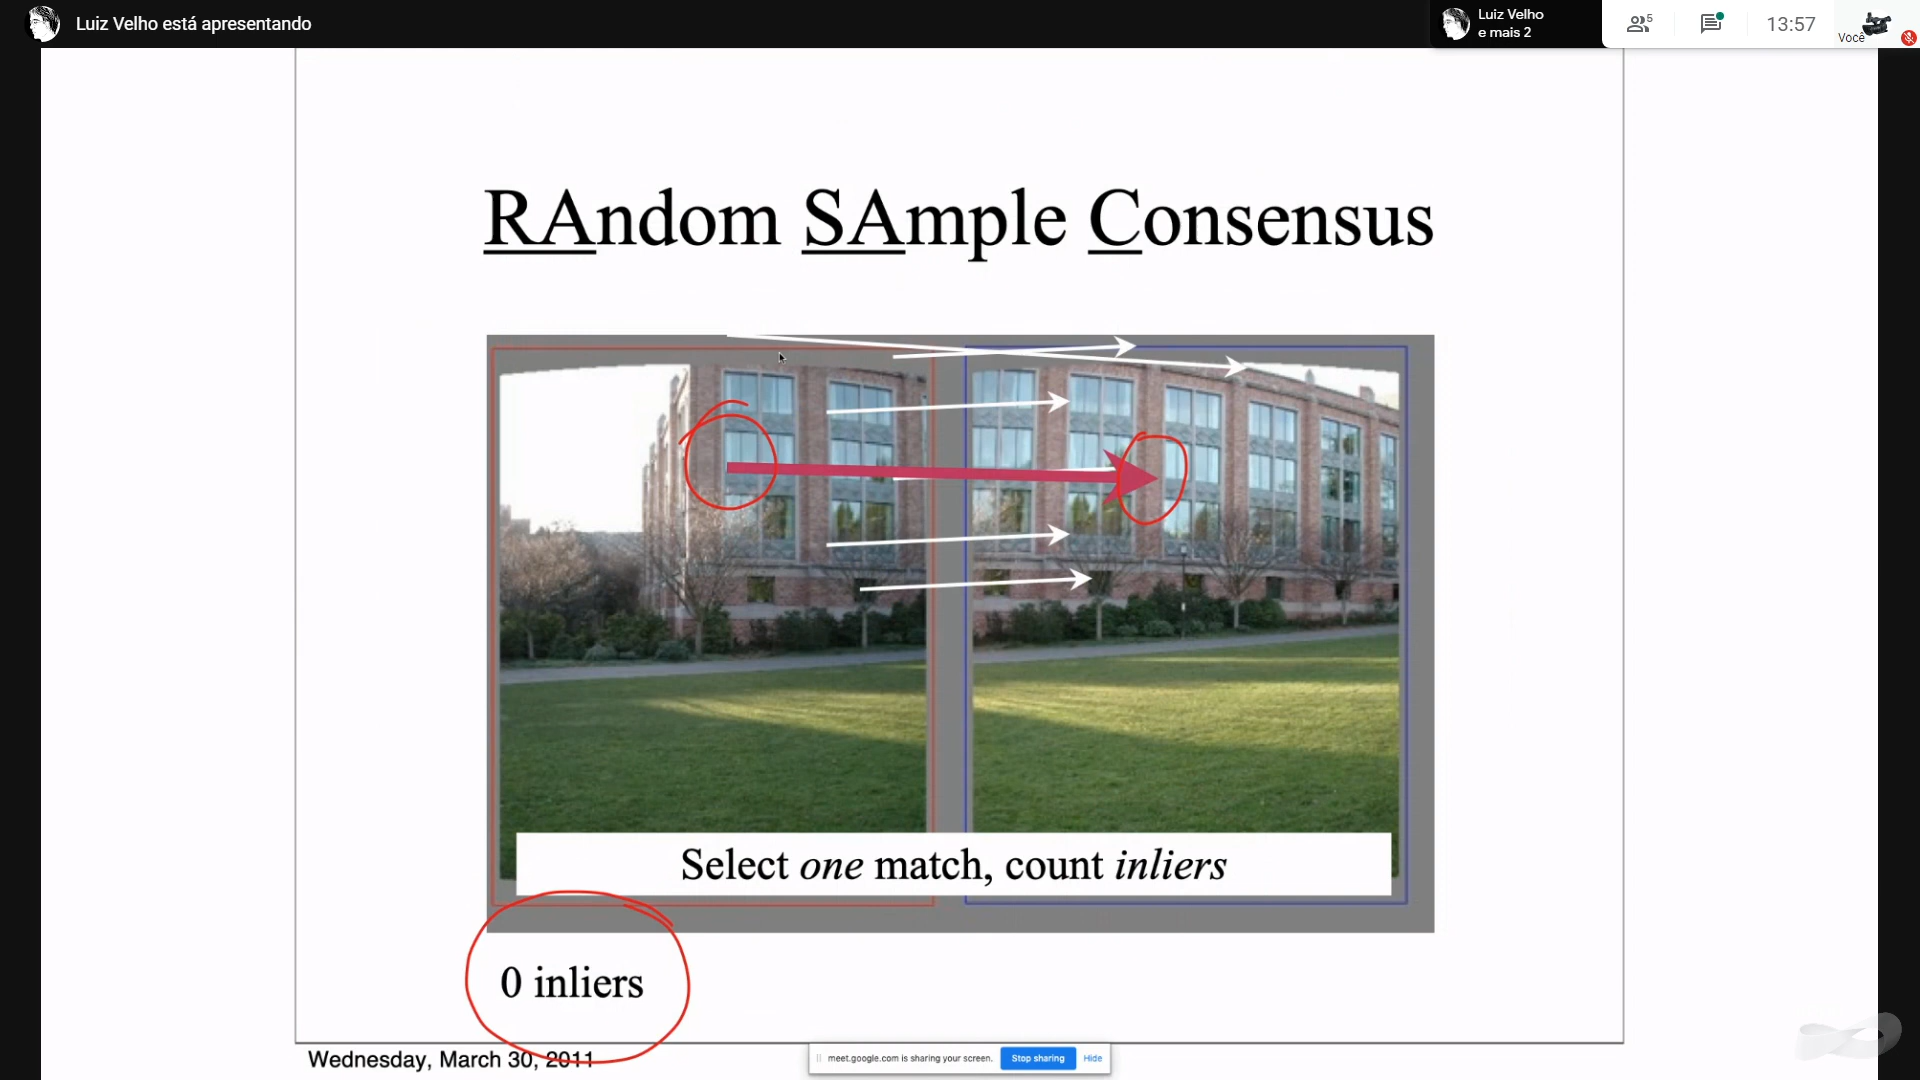 Luiz Velho está apresentando
Luiz Velho
e mais 2
5
13:57
Você
RAndom SAmple Consensus
Select one match, count inliers
0 inliers
Wednesday, March 30, 2011
meet.google.com is sharing your screen.
Stop sharing
Hide